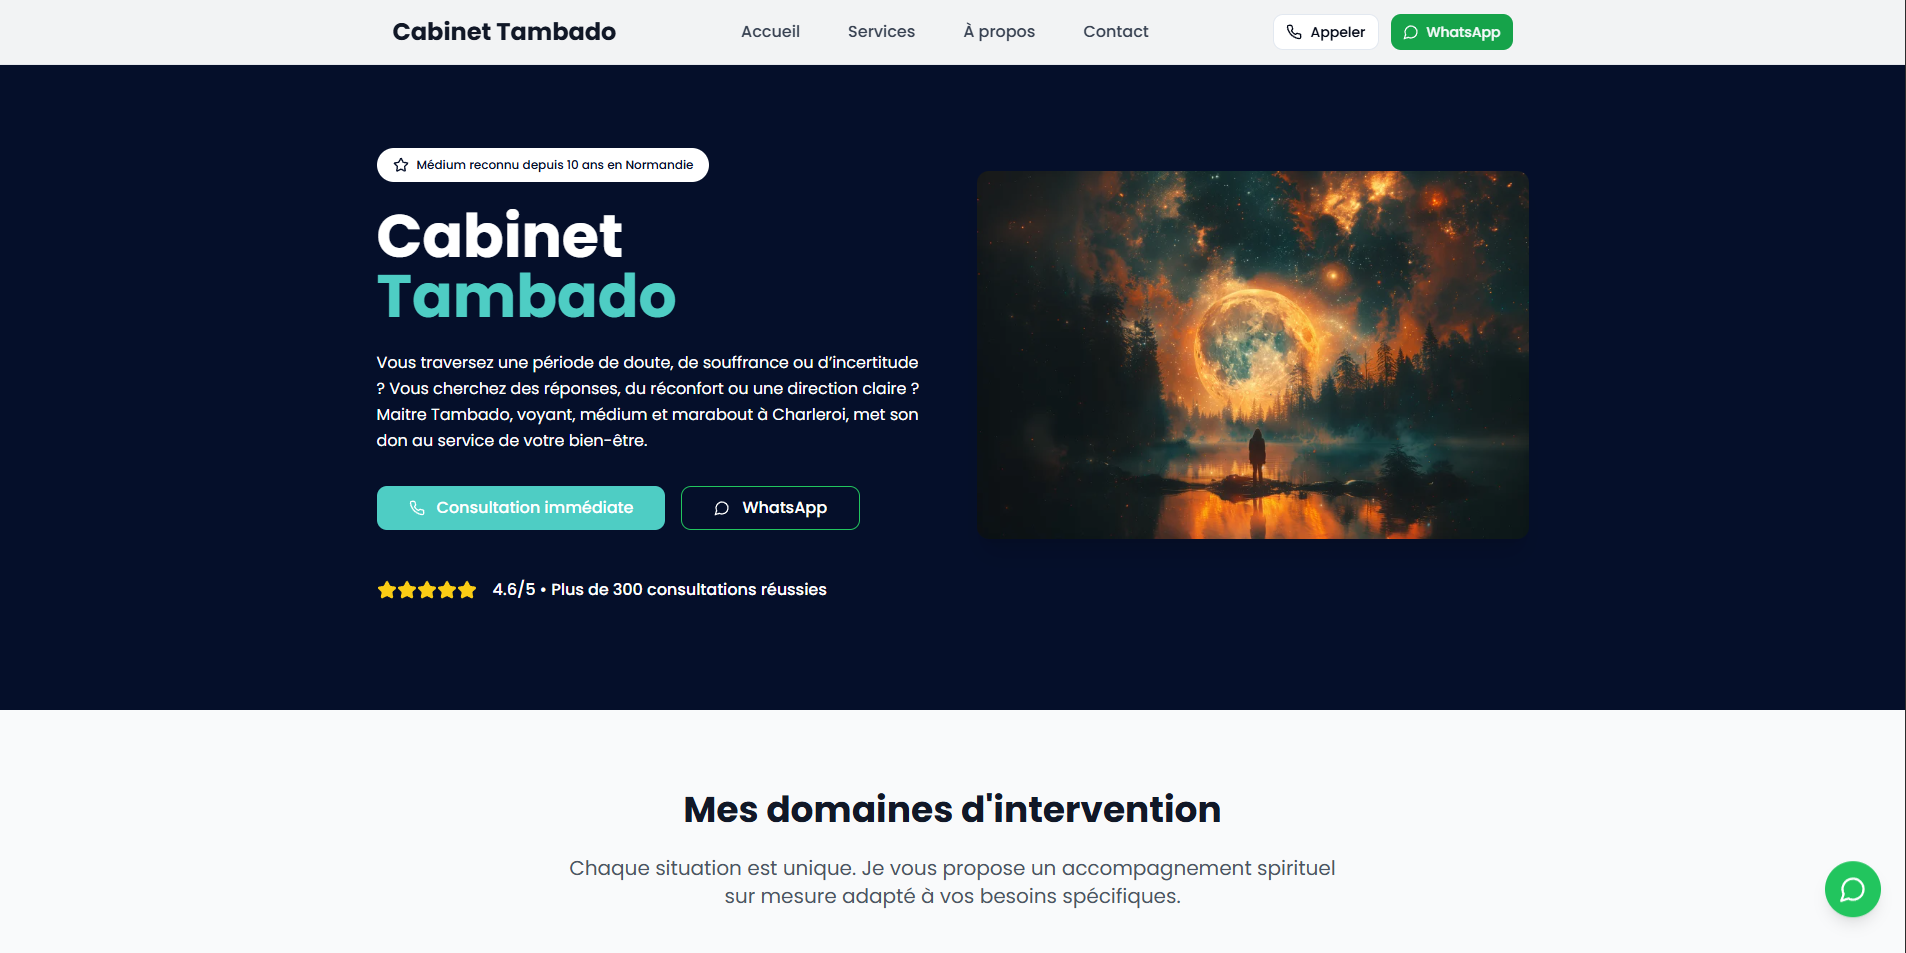 Cabinet Tambado
Accueil
Services
À propos
Contact
Appeler
WhatsApp
Médium reconnu depuis 10 ans en Normandie
Cabinet
Tambado
Vous traversez une période de doute, de souffrance ou d’incertitude
? Vous cherchez des réponses, du réconfort ou une direction claire ?
Maitre Tambado, voyant, médium et marabout à Charleroi, met son
don au service de votre bien-être.
Consultation immédiate
WhatsApp
4.6/5 • Plus de 300 consultations réussies
Mes domaines d'intervention
Chaque situation est unique. Je vous propose un accompagnement spirituel
sur mesure adapté à vos besoins spécifiques.